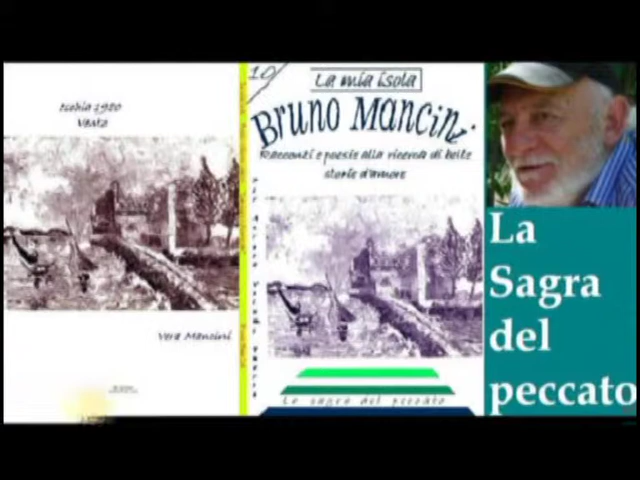 Ischia 1980
Vera Mancini
10
La mia isola
Bruno Mancini
Racconti e poesie alla ricerca di belle
storie d'amore
La sagra del peccato
La
Sagra
del
peccato